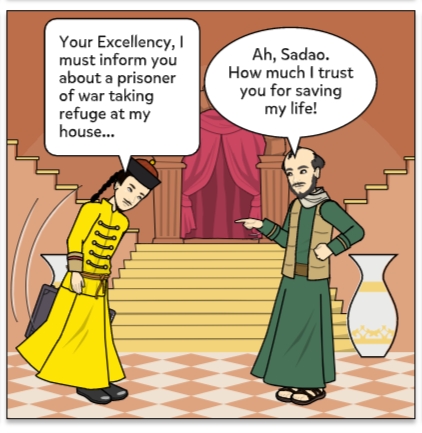 Your Excellency, I
must inform you
about a prisoner
of war taking
refuge at my
house...
Ah, Sadao.
How much I trust
you for saving
my life!